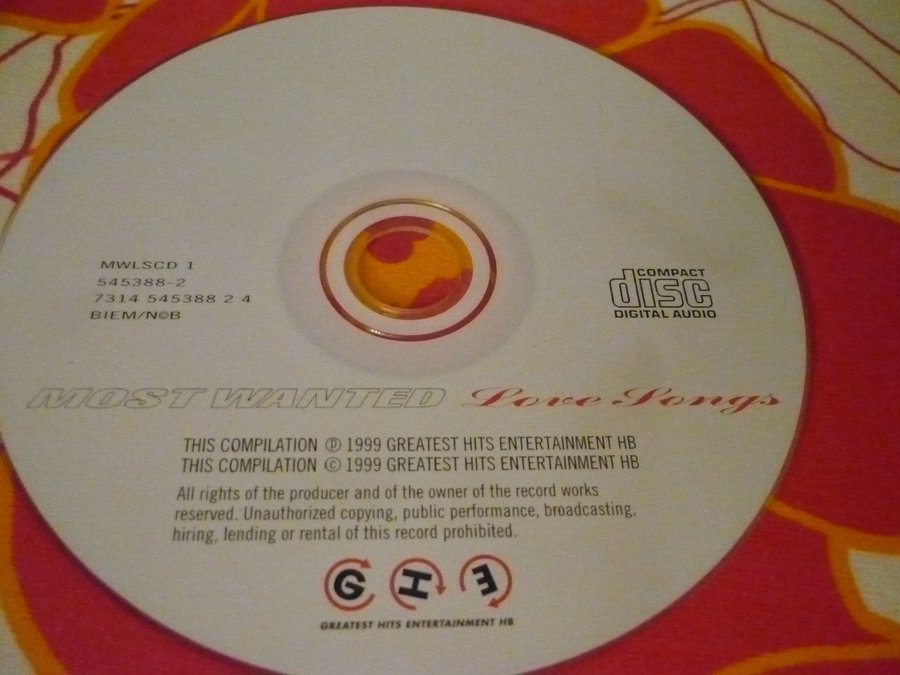 MWLSCD 1
545388-2
7314 545388 2 4
BIEM/N©B
COMPACT
disc
DIGITAL AUDIO
MOST WANTED Love Songs
THIS COMPILATION ℗ 1999 GREATEST HITS ENTERTAINMENT HB
THIS COMPILATION © 1999 GREATEST HITS ENTERTAINMENT HB
All rights of the producer and of the owner of the record works
reserved. Unauthorized copying, public performance, broadcasting,
hiring, lending or rental of this record prohibited.
G H E
GREATEST HITS ENTERTAINMENT HB